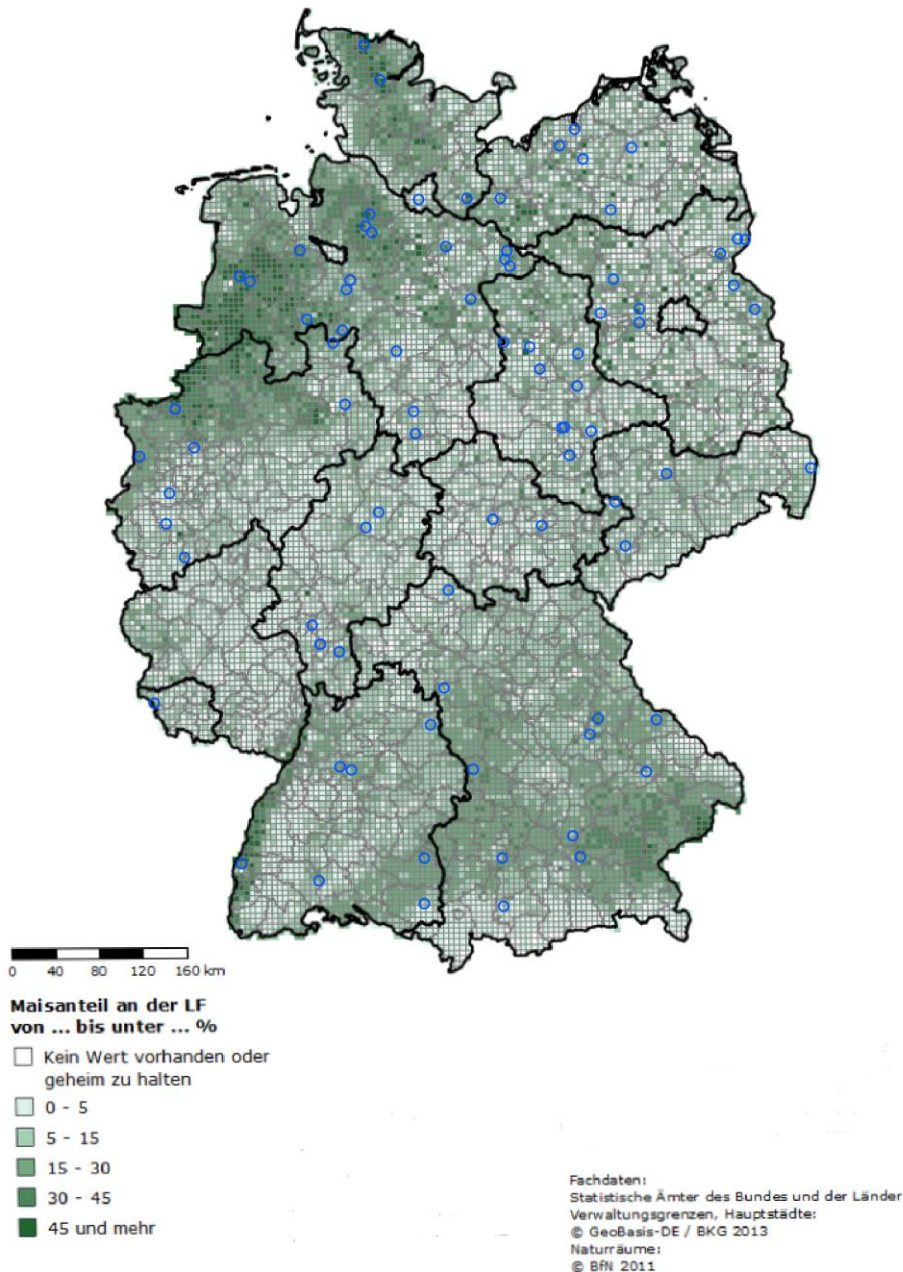 0 40 80 120 160 km
Maisanteil an der LF
von ... bis unter ... %
Kein Wert vorhanden oder
geheim zu halten
0 - 5
5 - 15
15 - 30
30 - 45
45 und mehr
Fachdaten:
Statistische Ämter des Bundes und der Länder
Verwaltungsgrenzen, Hauptstädte:
© GeoBasis-DE / BKG 2013
Naturräume:
© BfN 2011